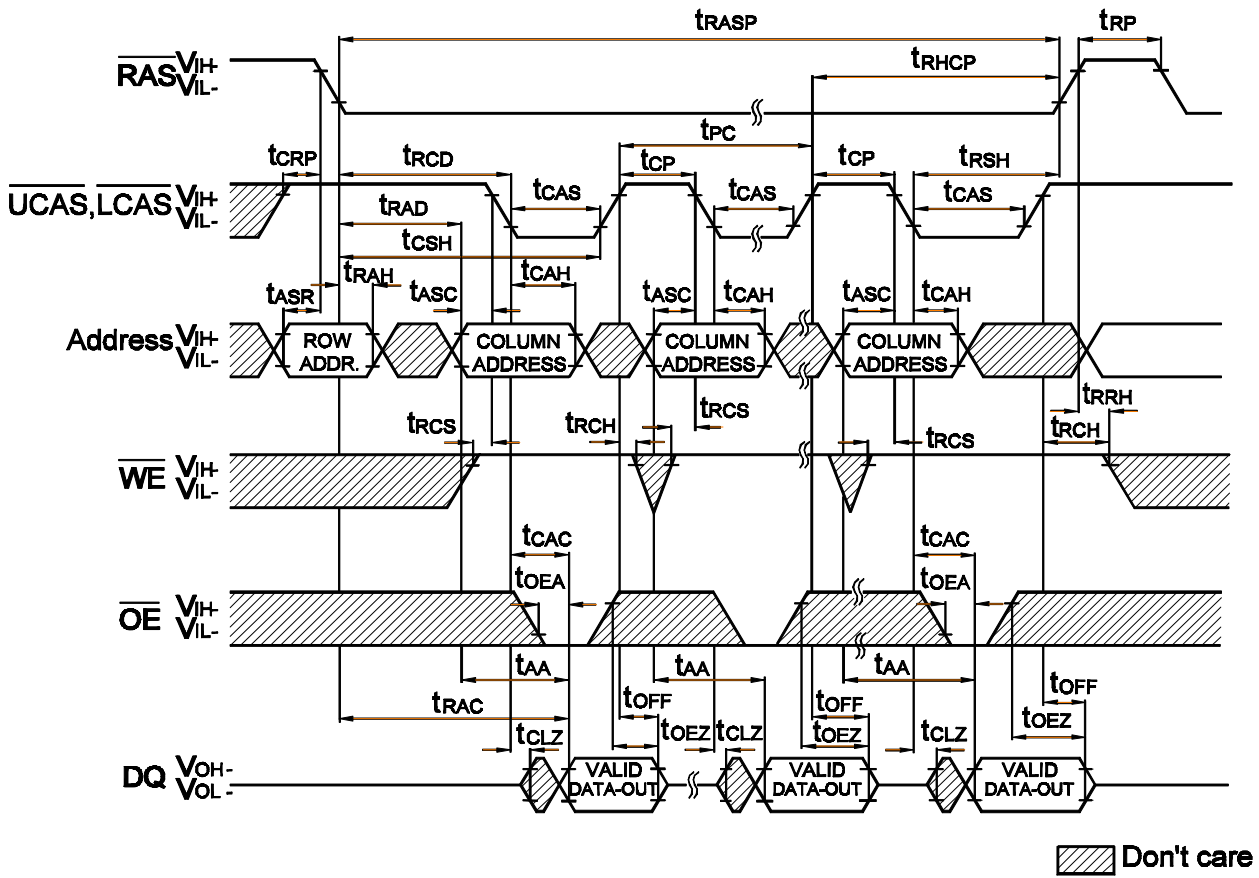 tRASP tRP
tRHCP
RAS VIH-
VIL-
tPC
tCRP tRCD tCP tCP tRSH
UCAS,LCAS VIH-
VIL-
tCAS tCAS tCAS
tRAD
tCSH
tRAH tCAH
tASR tASC tASC tCAH tASC tCAH
Address VIH-
VIL-
ROW
ADDR.
COLUMN
ADDRESS
COLUMN
ADDRESS
COLUMN
ADDRESS
tRRH
tRCS tRCH tRCS tRCS tRCH
WE VIH-
VIL-
tCAC tCAC
tOEA tOEA
OE VIH-
VIL-
tAA tAA tAA
tRAC tOFF tOFF tOFF
tCLZ tOEZ tCLZ tOEZ tCLZ tOEZ
DQ VOH-
VOL-
VALID
DATA-OUT
VALID
DATA-OUT
VALID
DATA-OUT
Don't care